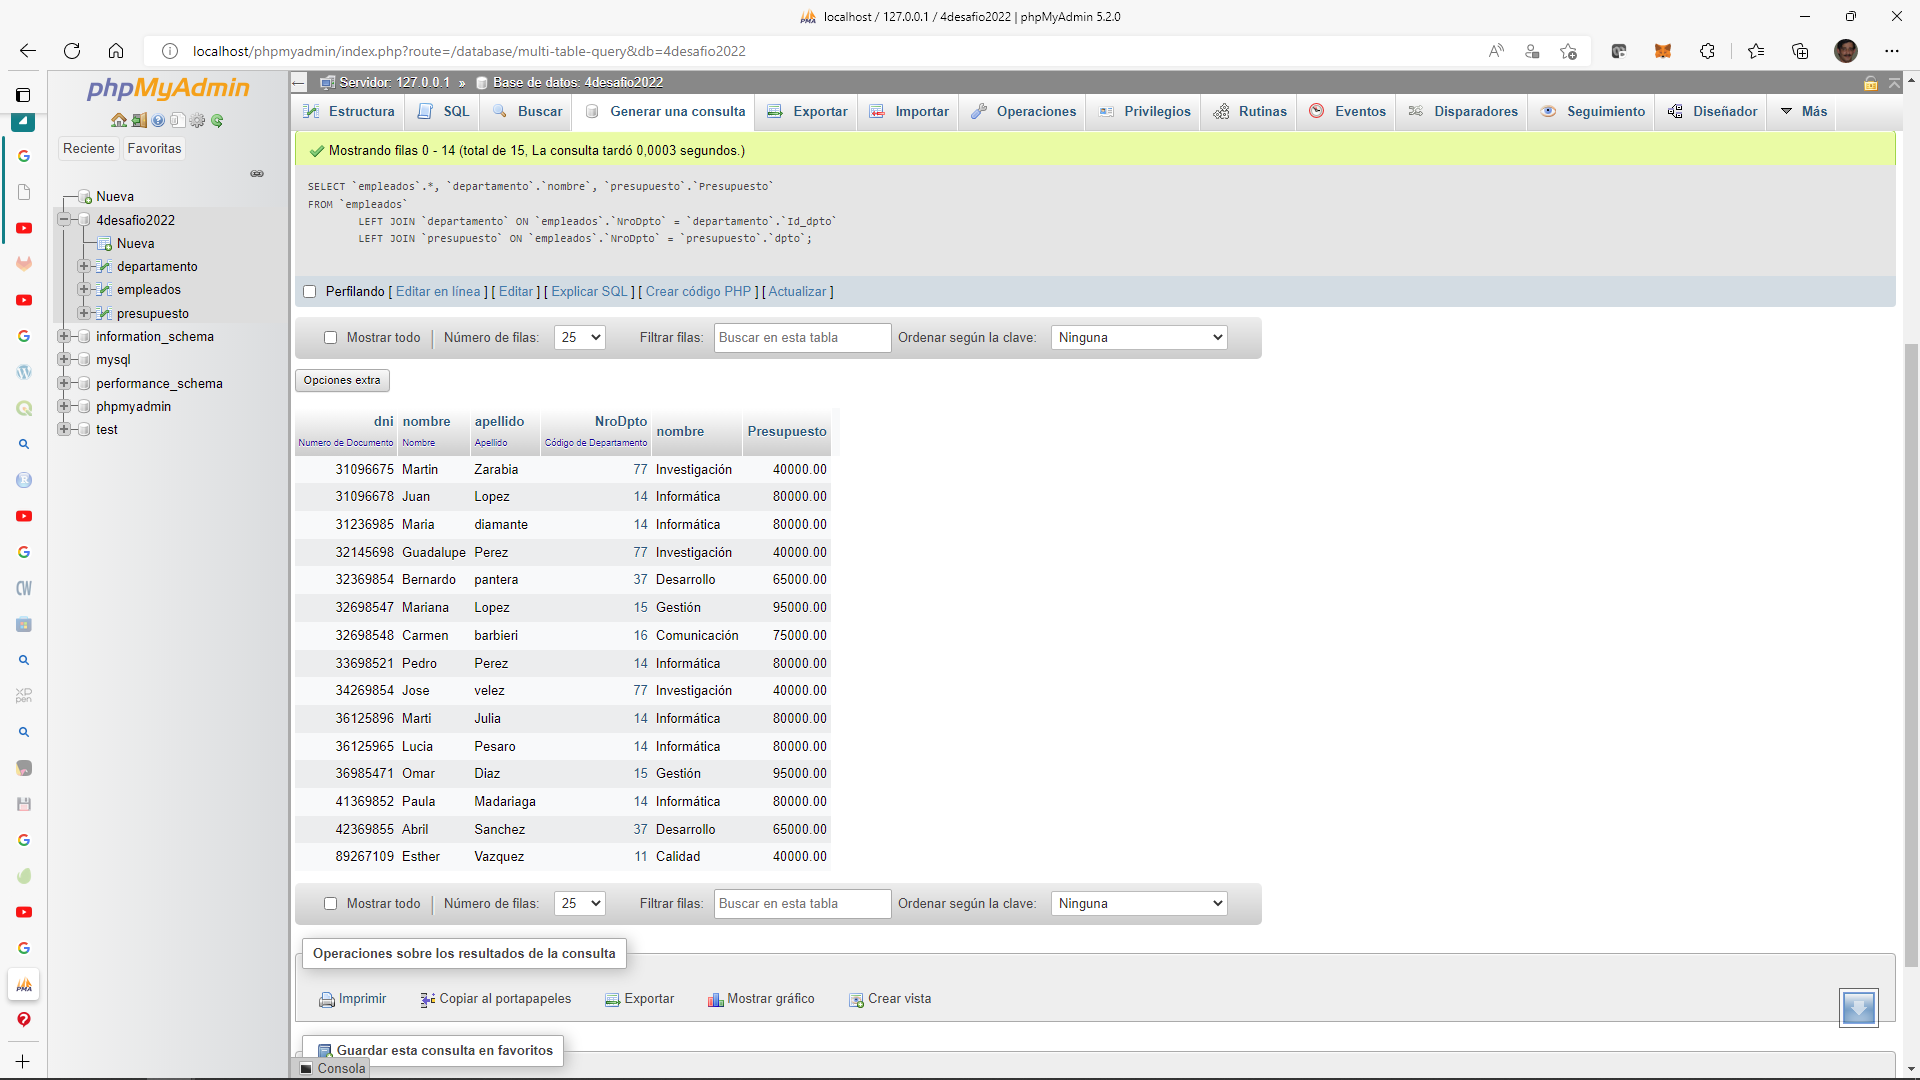 localhost / 127.0.0.1 / 4desafio2022 | phpMyAdmin 5.2.0
localhost/phpmyadmin/index.php?route=/database/multi-table-query&db=4desafio2022
phpMyAdmin
Reciente Favoritas
Nueva
4desafio2022
Nueva
departamento
empleados
presupuesto
information_schema
mysql
performance_schema
phpmyadmin
test
Servidor: 127.0.0.1 » Base de datos: 4desafio2022
Estructura SQL Buscar Generar una consulta Exportar Importar Operaciones Privilegios Rutinas Eventos Disparadores Seguimiento Diseñador Más
Mostrando filas 0 - 14 (total de 15, La consulta tardó 0,0003 segundos.)
SELECT `empleados`.*, `departamento`.`nombre`, `presupuesto`.`Presupuesto`
FROM `empleados`
LEFT JOIN `departamento` ON `empleados`.`NroDpto` = `departamento`.`Id_dpto`
LEFT JOIN `presupuesto` ON `empleados`.`NroDpto` = `presupuesto`.`dpto`;
Perfilando [ Editar en línea ] [ Editar ] [ Explicar SQL ] [ Crear código PHP ] [ Actualizar ]
Mostrar todo | Número de filas: 25 Filtrar filas: Buscar en esta tabla Ordenar según la clave: Ninguna
Opciones extra
dni nombre apellido NroDpto nombre Presupuesto
Numero de Documento Nombre Apellido Código de Departamento
31096675 Martin Zarabia 77 Investigación 40000.00
31096678 Juan Lopez 14 Informática 80000.00
31236985 Maria diamante 14 Informática 80000.00
32145698 Guadalupe Perez 77 Investigación 40000.00
32369854 Bernardo pantera 37 Desarrollo 65000.00
32698547 Mariana Lopez 15 Gestión 95000.00
32698548 Carmen barbieri 16 Comunicación 75000.00
33698521 Pedro Perez 14 Informática 80000.00
34269854 Jose velez 77 Investigación 40000.00
36125896 Marti Julia 14 Informática 80000.00
36125965 Lucia Pesaro 14 Informática 80000.00
36985471 Omar Diaz 15 Gestión 95000.00
41369852 Paula Madariaga 14 Informática 80000.00
42369855 Abril Sanchez 37 Desarrollo 65000.00
89267109 Esther Vazquez 11 Calidad 40000.00
Mostrar todo | Número de filas: 25 Filtrar filas: Buscar en esta tabla Ordenar según la clave: Ninguna
Operaciones sobre los resultados de la consulta
Imprimir Copiar al portapapeles Exportar Mostrar gráfico Crear vista
Guardar esta consulta en favoritos
Consola
CW
XP pen
PMA